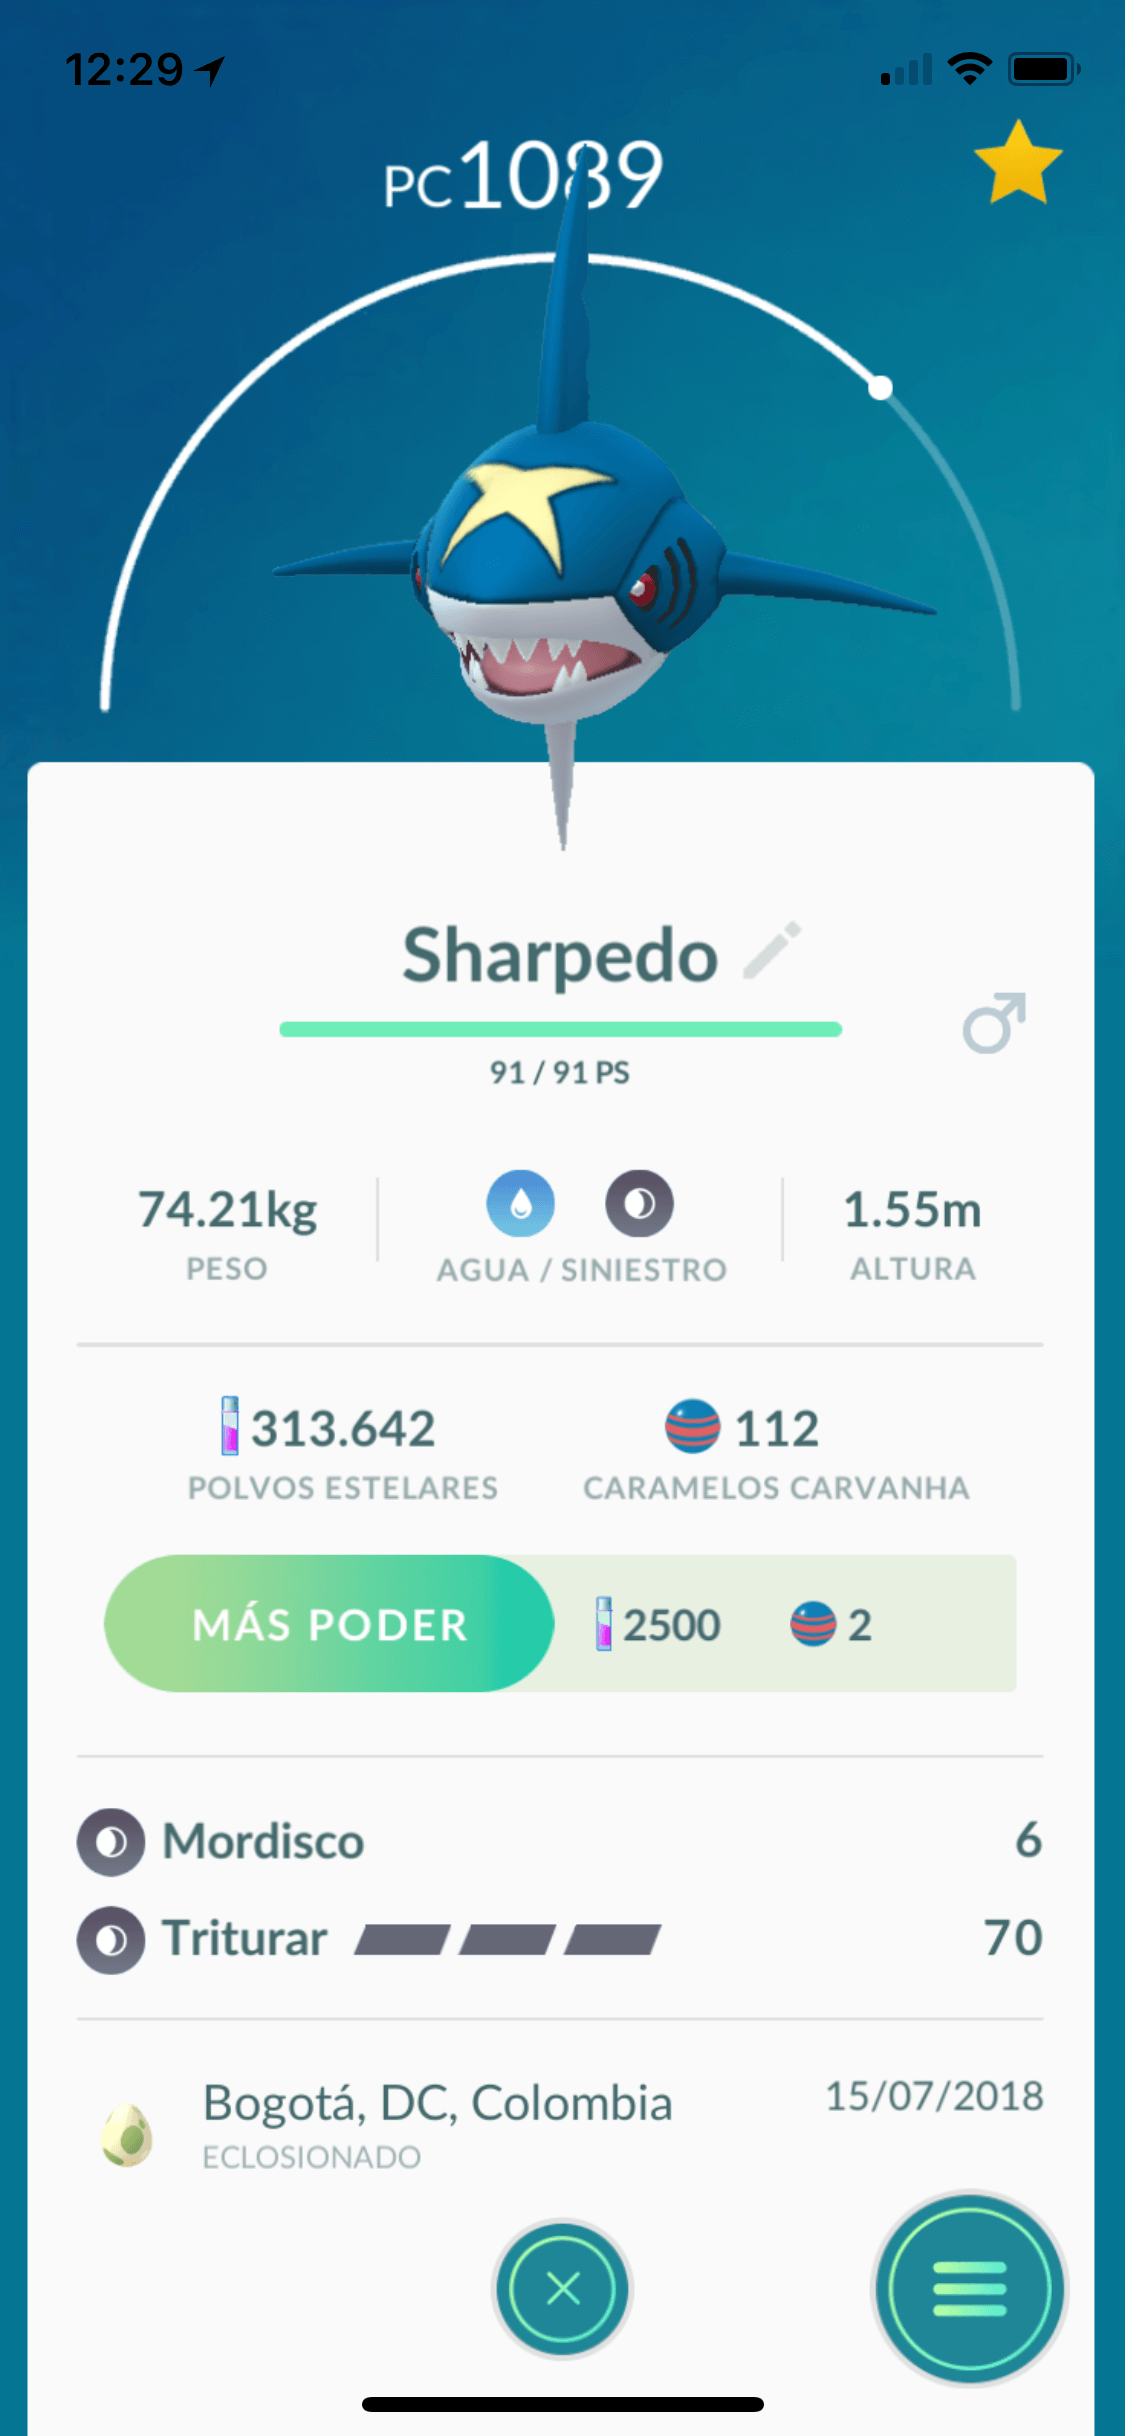 12:29
PC1089
Sharpedo
91 / 91 PS
74.21kg
PESO
AGUA / SINIESTRO
1.55m
ALTURA
313.642
POLVOS ESTELARES
112
CARAMELOS CARVANHA
MÁS PODER 2500 2
Mordisco 6
Triturar 70
Bogotá, DC, Colombia 15/07/2018
ECLOSIONADO